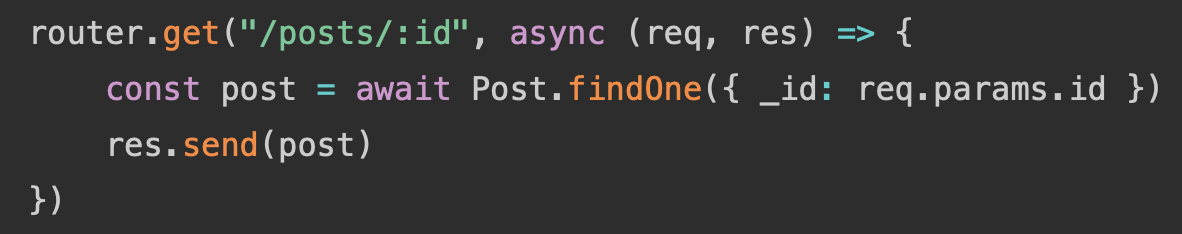 router.get("/posts/:id", async (req, res) => {
    const post = await Post.findOne({ _id: req.params.id })
    res.send(post)
})